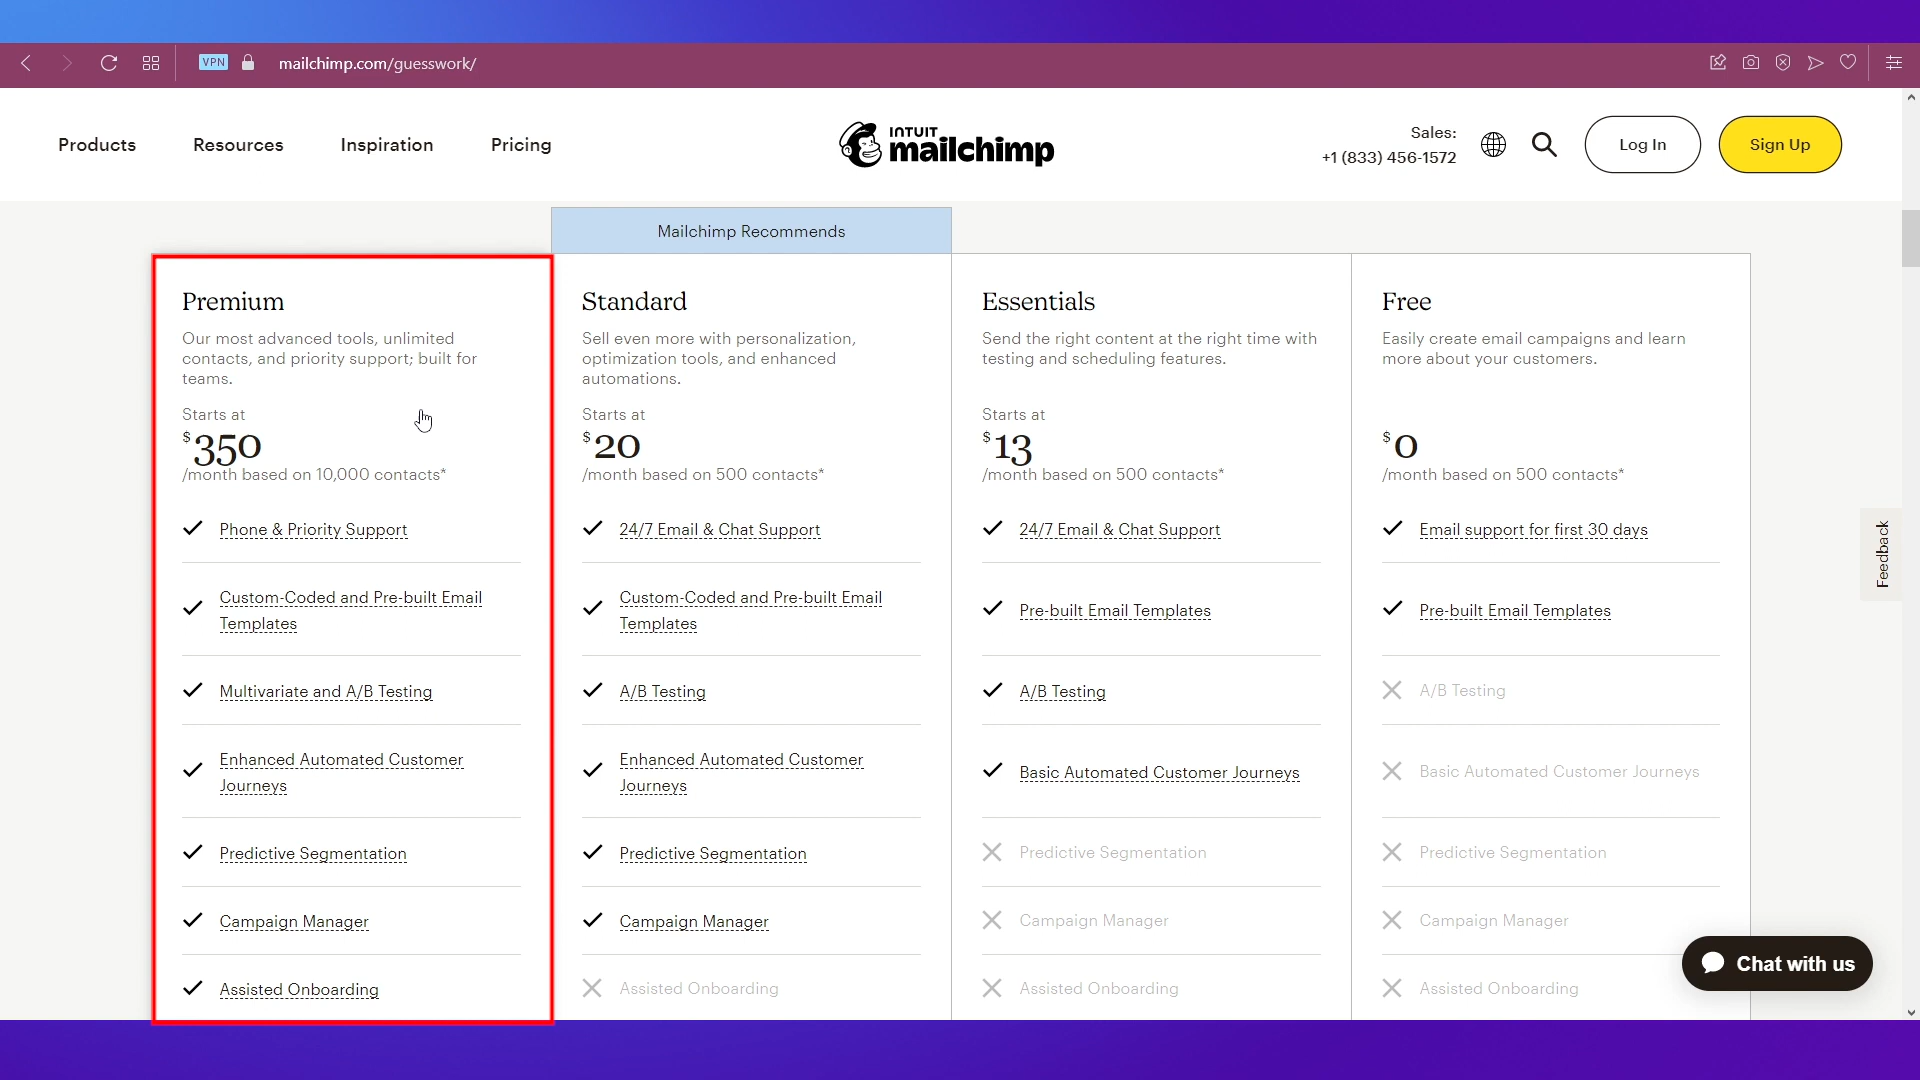 VPN
mailchimp.com/guesswork/
Products
Resources
Inspiration
Pricing
INTUIT
mailchimp
Sales:
+1 (833) 456-1572
Log In
Sign Up
Mailchimp Recommends
Premium
Our most advanced tools, unlimited
contacts, and priority support; built for
teams.
Starts at
$350
/month based on 10,000 contacts*
Phone & Priority Support
Custom-Coded and Pre-built Email
Templates
Multivariate and A/B Testing
Enhanced Automated Customer
Journeys
Predictive Segmentation
Campaign Manager
Assisted Onboarding
Standard
Sell even more with personalization,
optimization tools, and enhanced
automations.
Starts at
$20
/month based on 500 contacts*
24/7 Email & Chat Support
Custom-Coded and Pre-built Email
Templates
A/B Testing
Enhanced Automated Customer
Journeys
Predictive Segmentation
Campaign Manager
Assisted Onboarding
Essentials
Send the right content at the right time with
testing and scheduling features.
Starts at
$13
/month based on 500 contacts*
24/7 Email & Chat Support
Pre-built Email Templates
A/B Testing
Basic Automated Customer Journeys
Predictive Segmentation
Campaign Manager
Assisted Onboarding
Free
Easily create email campaigns and learn
more about your customers.
$0
/month based on 500 contacts*
Email support for first 30 days
Pre-built Email Templates
A/B Testing
Basic Automated Customer Journeys
Predictive Segmentation
Campaign Manager
Assisted Onboarding
Feedback
Chat with us